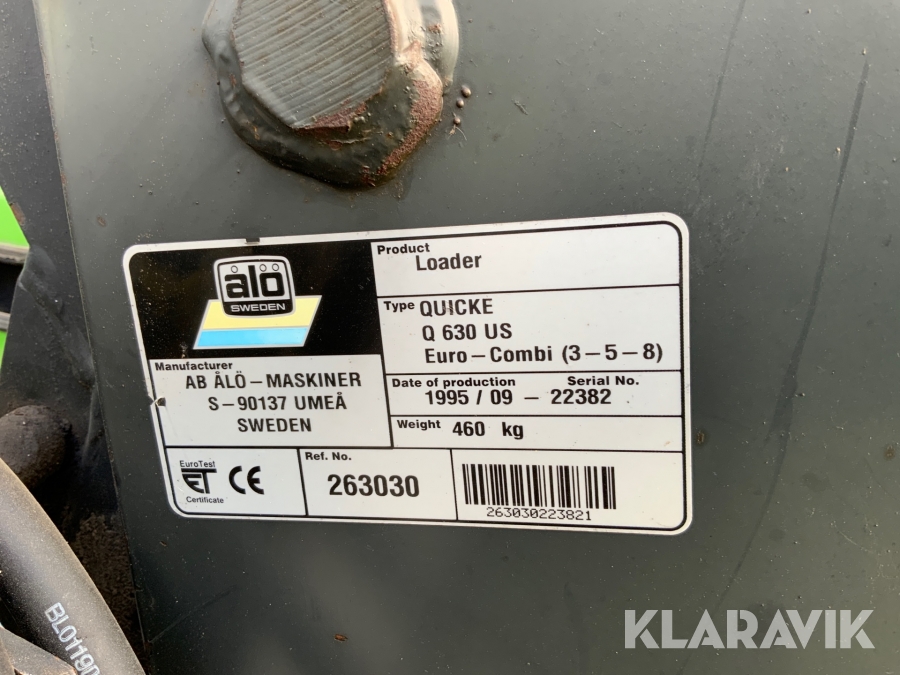 ålö
SWEDEN
Product
Loader
Type QUICKE
Q 630 US
Euro-Combi (3-5-8)
Manufacturer
AB ÅLÖ-MASKINER
S-90137 UMEÅ
SWEDEN
Date of production Serial No.
1995 / 09 - 22382
Weight 460 kg
EuroTest
ET CE
Certificate
Ref. No.
263030
263030223821
BL01190
KLARAVIK